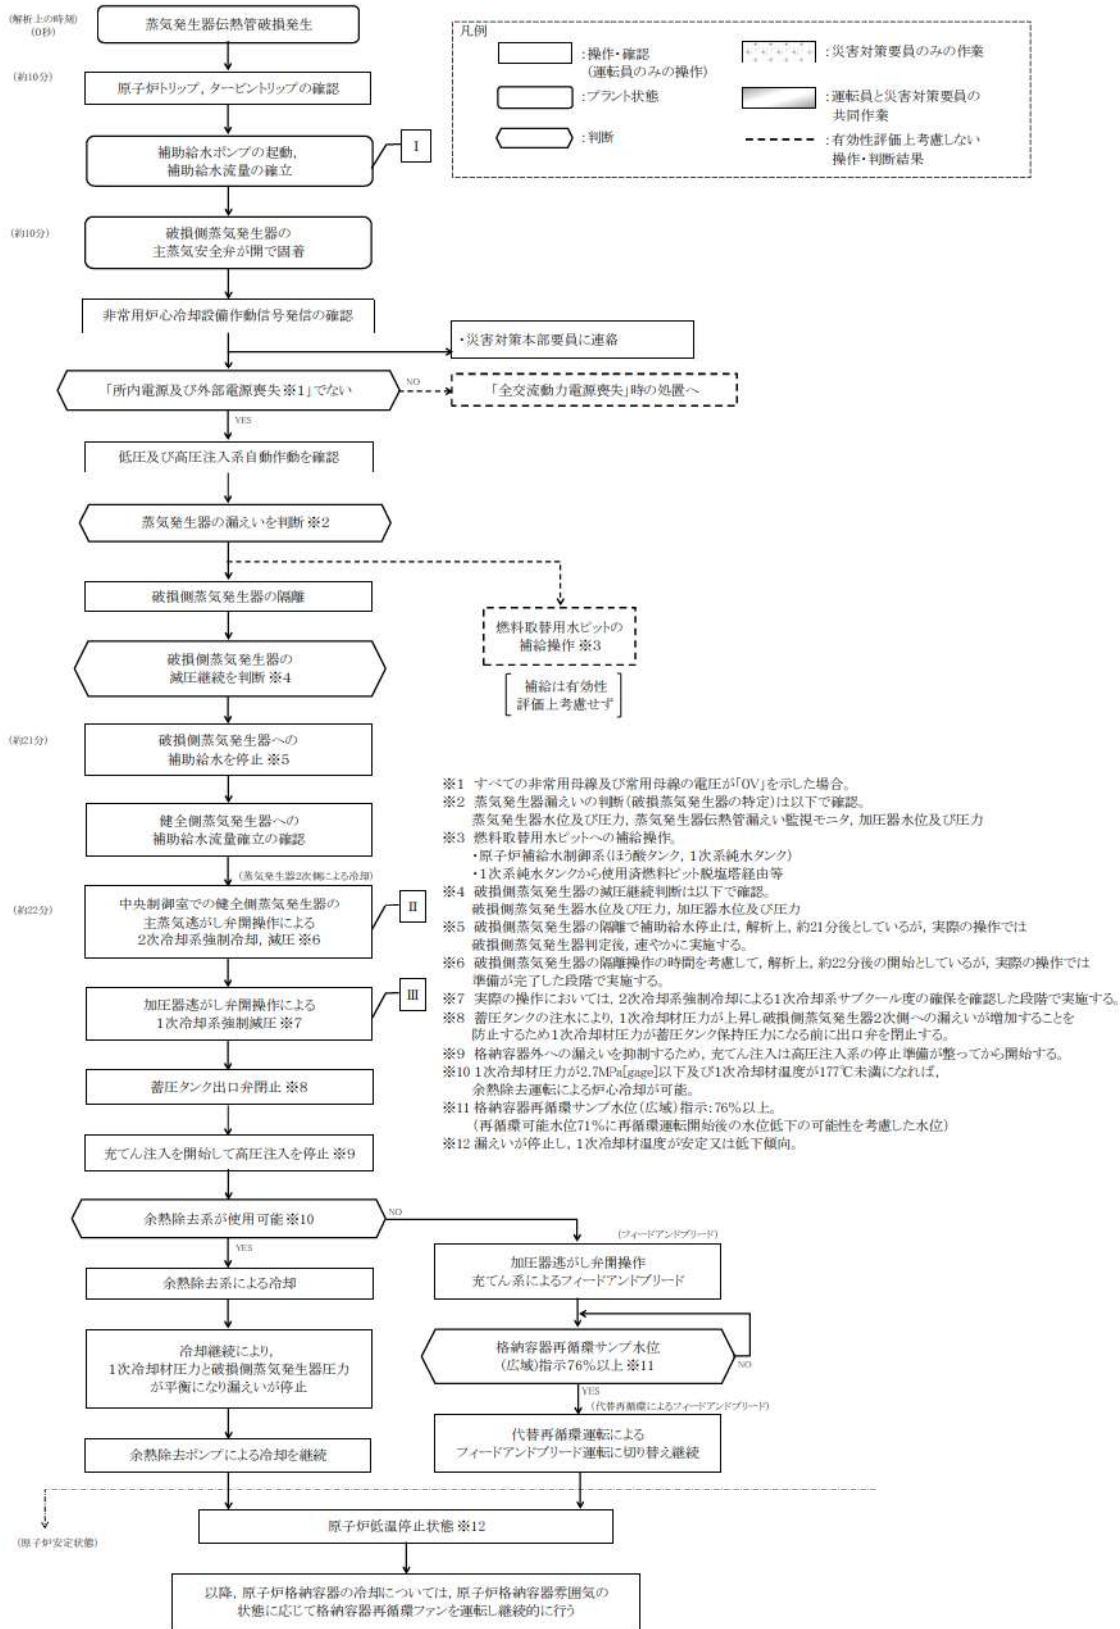 (解析上の時刻)
(0秒)
蒸気発生器伝熱管破損発生
凡例
:操作・確認
(運転員のみの操作)
:災害対策要員のみの作業
:プラント状態
:運転員と災害対策要員の
共同作業
:判断
:有効性評価上考慮しない
操作・判断結果
(約10分)
原子炉トリップ, タービントリップの確認
補助給水ポンプの起動,
補助給水流量の確立
I
(約10分)
破損側蒸気発生器の
主蒸気安全弁が開で固着
非常用炉心冷却設備作動信号発信の確認
・災害対策本部要員に連絡
「所内電源及び外部電源喪失※1」でない
NO
「全交流動力電源喪失」時の処置へ
YES
低圧及び高圧注入系自動作動を確認
蒸気発生器の漏えいを判断※2
破損側蒸気発生器の隔離
燃料取替用水ピットの
補給操作※3
補給は有効性
評価上考慮せず
破損側蒸気発生器の
減圧継続を判断※4
(約21分)
破損側蒸気発生器への
補助給水を停止※5
健全側蒸気発生器への
補助給水流量確立の確認
(蒸気発生器2次側による冷却)
(約22分)
中央制御室での健全側蒸気発生器の
主蒸気逃がし弁開操作による
2次冷却系強制冷却, 減圧※6
II
加圧器逃がし弁開操作による
1次冷却系強制減圧※7
III
蓄圧タンク出口弁閉止※8
充てん注入を開始して高圧注入を停止※9
※1 すべての非常用母線及び常用母線の電圧が「0V」を示した場合。
※2 蒸気発生器漏えいの判断(破損蒸気発生器の特定)は以下で確認。
蒸気発生器水位及び圧力, 蒸気発生器伝熱管漏えい監視モニタ, 加圧器水位及び圧力
※3 燃料取替用水ピットへの補給操作。
・原子炉補給水制御系(ほう酸タンク, 1次系純水タンク)
・1次系純水タンクから使用済燃料ピット脱塩塔経由等
※4 破損側蒸気発生器の減圧継続判断は以下で確認。
破損側蒸気発生器水位及び圧力, 加圧器水位及び圧力
※5 破損側蒸気発生器の隔離で補助給水停止は, 解析上, 約21分後としているが, 実際の操作では
破損側蒸気発生器判定後, 速やかに実施する。
※6 破損側蒸気発生器の隔離操作の時間を考慮して, 解析上, 約22分後の開始としているが, 実際の操作では
準備が完了した段階で実施する。
※7 実際の操作においては, 2次冷却系強制冷却による1次冷却系サブクール度の確保を確認した段階で実施する。
※8 蓄圧タンクの注水により, 1次冷却材圧力が上昇し破損側蒸気発生器2次側への漏えいが増加することを
防止するため1次冷却材圧力が蓄圧タンク保持圧力になる前に出口弁を閉止する。
※9 格納容器外への漏えいを抑制するため, 充てん注入は高圧注入系の停止準備が整ってから開始する。
※10 1次冷却材圧力が2.7MPa[gage]以下及び1次冷却材温度が177℃未満になれば,
余熱除去運転による炉心冷却が可能。
※11 格納容器再循環サンプ水位(広域)指示:76%以上。
(再循環可能水位71%に再循環運転開始後の水位低下の可能性を考慮した水位)
※12 漏えいが停止し, 1次冷却材温度が安定又は低下傾向。
余熱除去系が使用可能※10
NO
YES
(フィードアンドブリード)
余熱除去系による冷却
加圧器逃がし弁開操作
充てん系によるフィードアンドブリード
冷却継続により,
1次冷却材圧力と破損側蒸気発生器圧力
が平衡になり漏えいが停止
格納容器再循環サンプ水位
(広域)指示76%以上※11
NO
YES
(代替再循環によるフィードアンドブリード)
余熱除去ポンプによる冷却を継続
代替再循環運転による
フィードアンドブリード運転に切り替え継続
(原子炉安定状態)
原子炉低温停止状態※12
以降, 原子炉格納容器の冷却については, 原子炉格納容器雰囲気の
状態に応じて格納容器再循環ファンを運転し継続的に行う